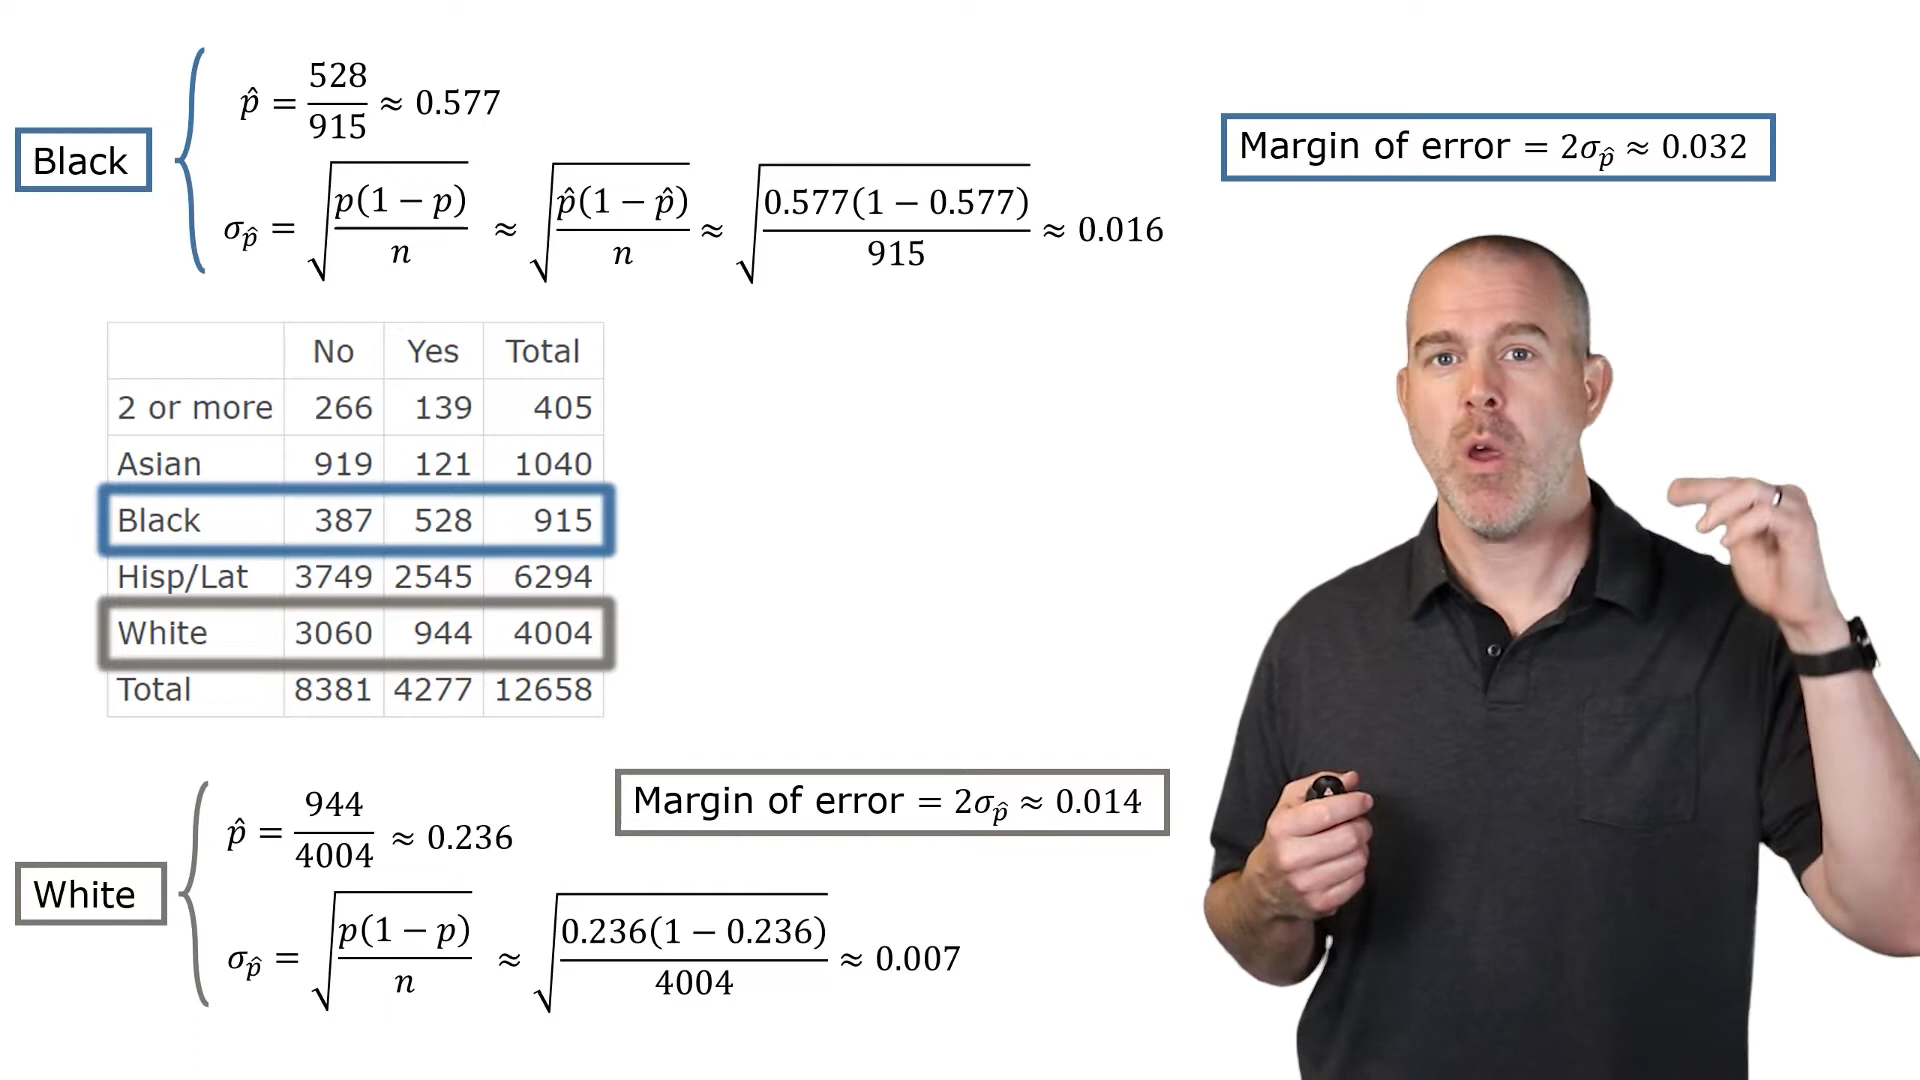 p̂ = 528/915 ≈ 0.577
Black
Margin of error = 2σ_p̂ ≈ 0.032
σ_p̂ = √(p(1 − p)/n) ≈ √(p̂(1 − p̂)/n) ≈ √(0.577(1 − 0.577)/915) ≈ 0.016
No Yes Total
2 or more 266 139 405
Asian 919 121 1040
Black 387 528 915
Hisp/Lat 3749 2545 6294
White 3060 944 4004
Total 8381 4277 12658
p̂ = 944/4004 ≈ 0.236
Margin of error = 2σ_p̂ ≈ 0.014
White
σ_p̂ = √(p(1 − p)/n) ≈ √(0.236(1 − 0.236)/4004) ≈ 0.007